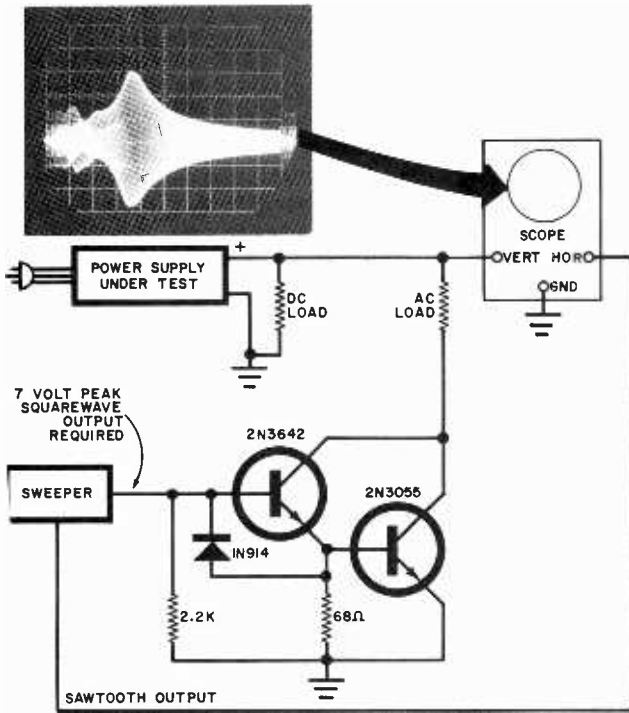 SCOPE
VERT HOR
GND
+
POWER SUPPLY
UNDER TEST
DC
LOAD
AC
LOAD
7 VOLT PEAK
SQUAREWAVE
OUTPUT
REQUIRED
2N3642
2N3055
SWEEPER
1N914
2.2K
68Ω
SAWTOOTH OUTPUT